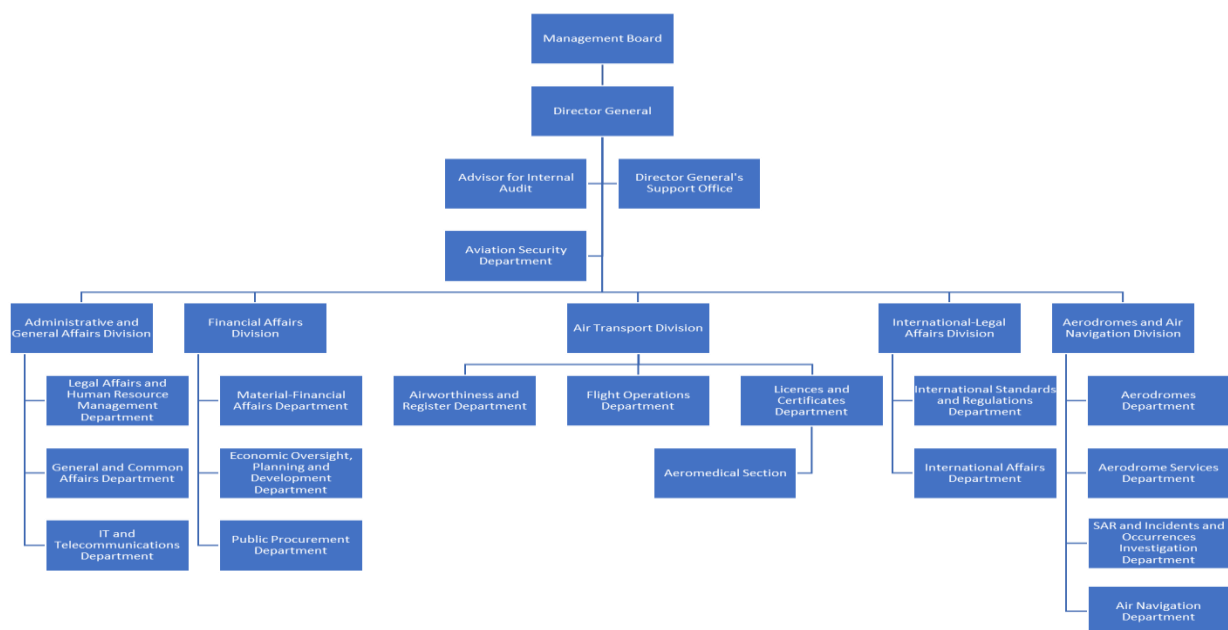 Management Board
Director General
Advisor for Internal
Audit
Director General's
Support Office
Aviation Security
Department
Administrative and
General Affairs Division
Financial Affairs
Division
Air Transport Division
International-Legal
Affairs Division
Aerodromes and Air
Navigation Division
Legal Affairs and
Human Resource
Management
Department
Material-Financial
Affairs Department
Airworthiness and
Register Department
Flight Operations
Department
Licences and
Certificates
Department
International Standards
and Regulations
Department
Aerodromes
Department
General and Common
Affairs Department
Economic Oversight,
Planning and
Development
Department
Aeromedical Section
International Affairs
Department
Aerodrome Services
Department
IT and
Telecommunications
Department
Public Procurement
Department
SAR and Incidents and
Occurrences
Investigation
Department
Air Navigation
Department